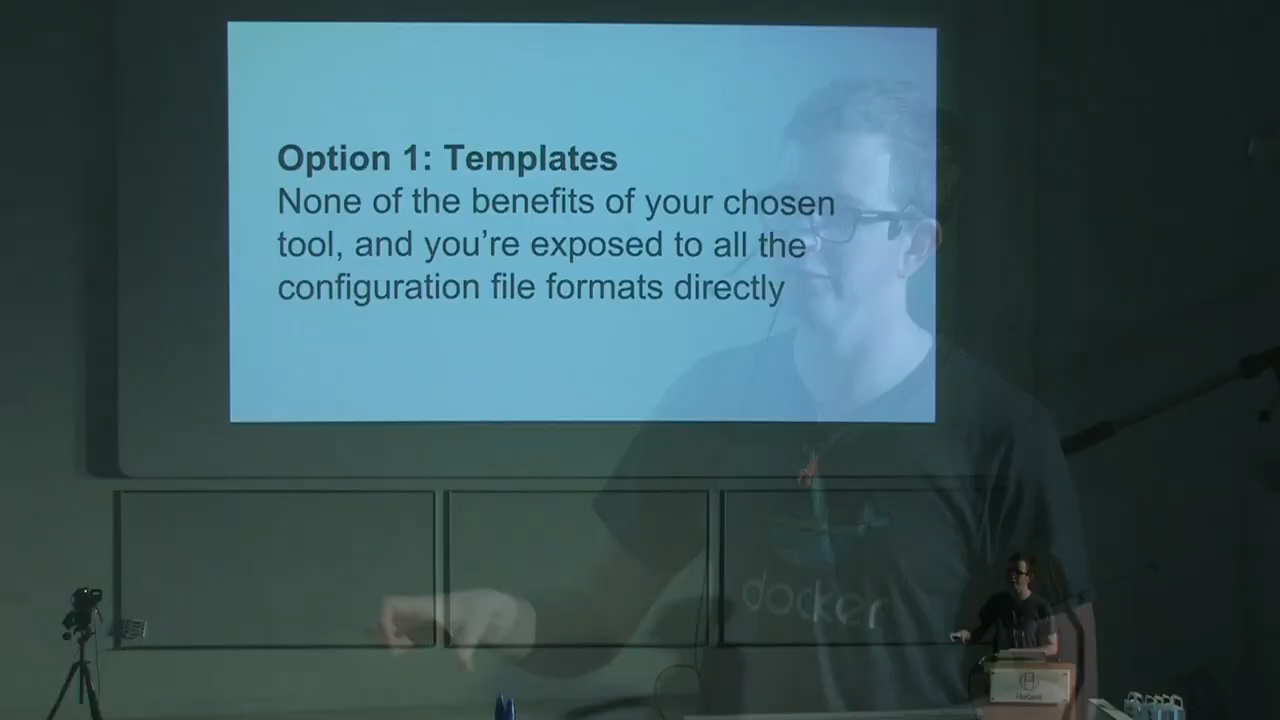 Option 1: Templates
None of the benefits of your chosen
tool, and you're exposed to all the
configuration file formats directly
docker